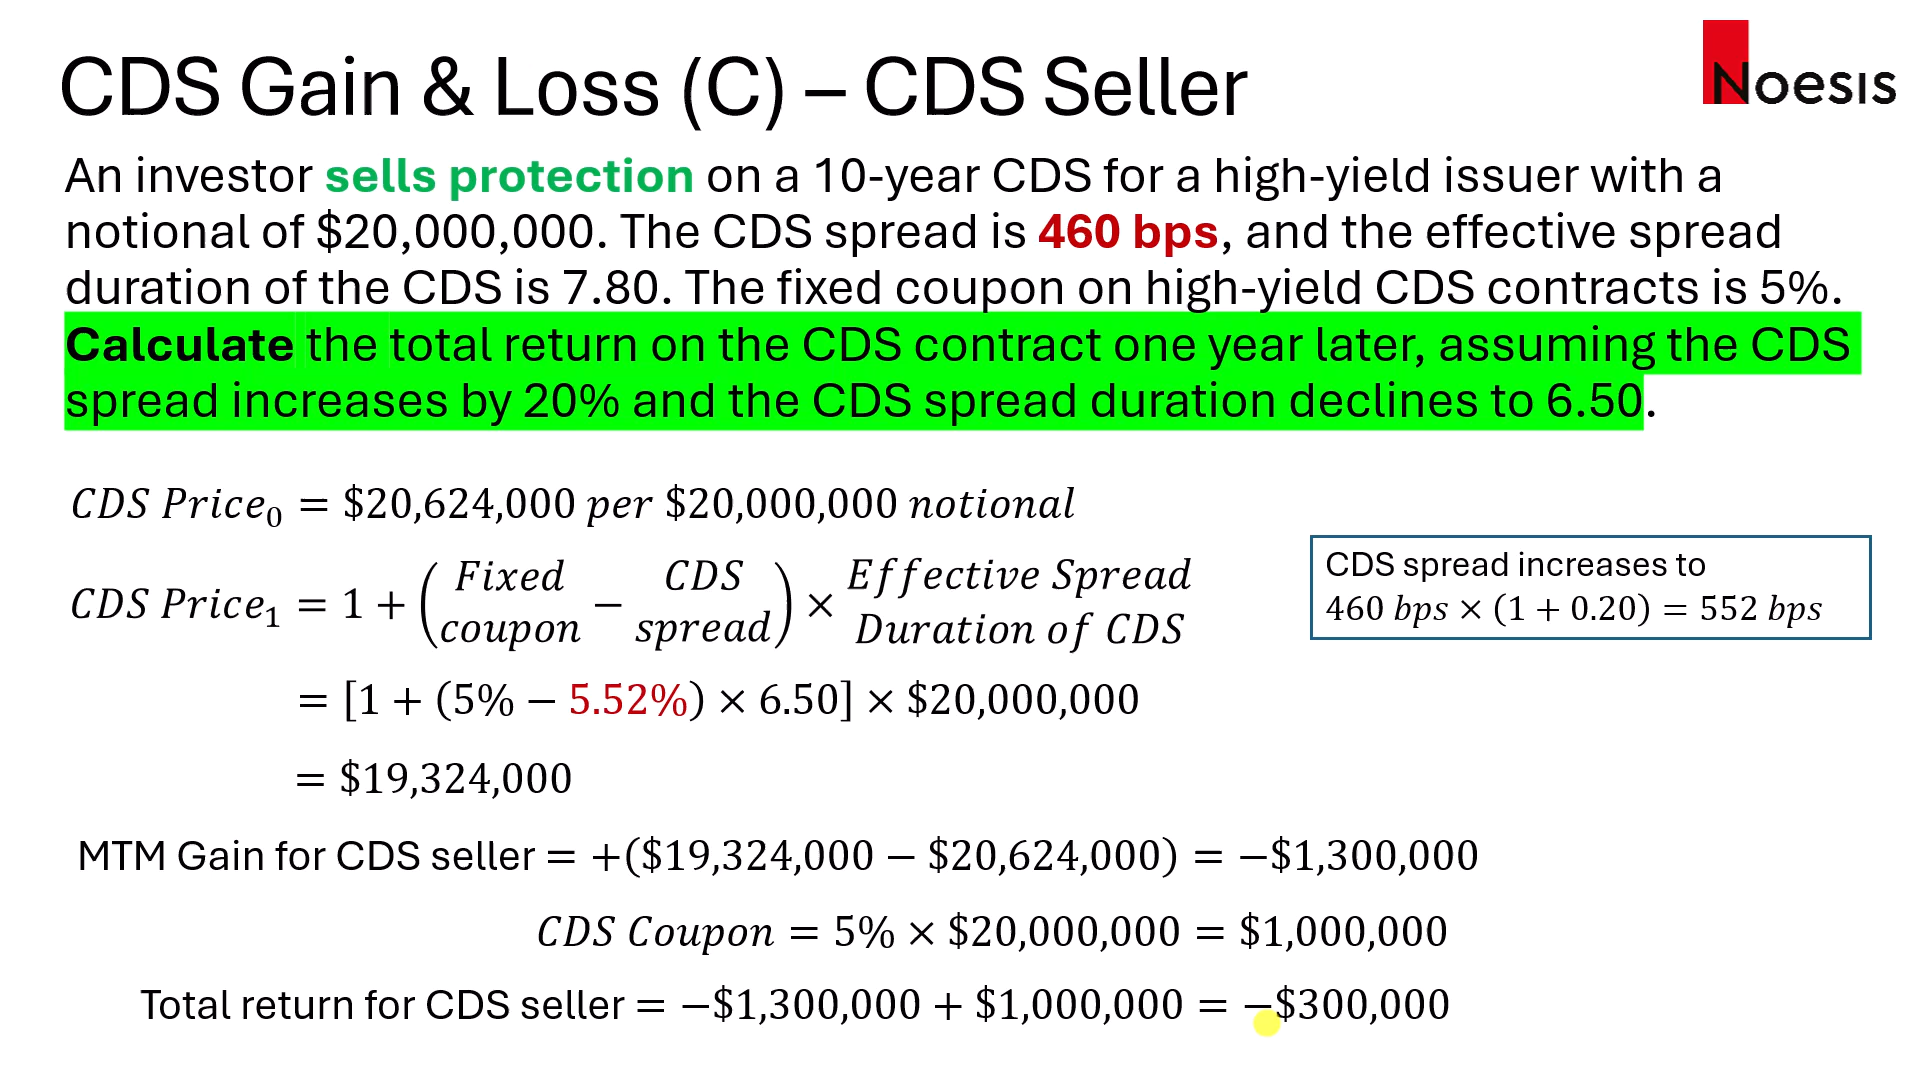 CDS Gain & Loss (C) – CDS Seller
Noesis
An investor sells protection on a 10-year CDS for a high-yield issuer with a
notional of $20,000,000. The CDS spread is 460 bps, and the effective spread
duration of the CDS is 7.80. The fixed coupon on high-yield CDS contracts is 5%.
Calculate the total return on the CDS contract one year later, assuming the CDS
spread increases by 20% and the CDS spread duration declines to 6.50.
CDS Price₀ = $20,624,000 per $20,000,000 notional
CDS Price₁ = 1 + (Fixed coupon − CDS spread) × Effective Spread Duration of CDS
CDS spread increases to
460 bps × (1 + 0.20) = 552 bps
= [1 + (5% − 5.52%) × 6.50] × $20,000,000
= $19,324,000
MTM Gain for CDS seller = +($19,324,000 − $20,624,000) = −$1,300,000
CDS Coupon = 5% × $20,000,000 = $1,000,000
Total return for CDS seller = −$1,300,000 + $1,000,000 = −$300,000